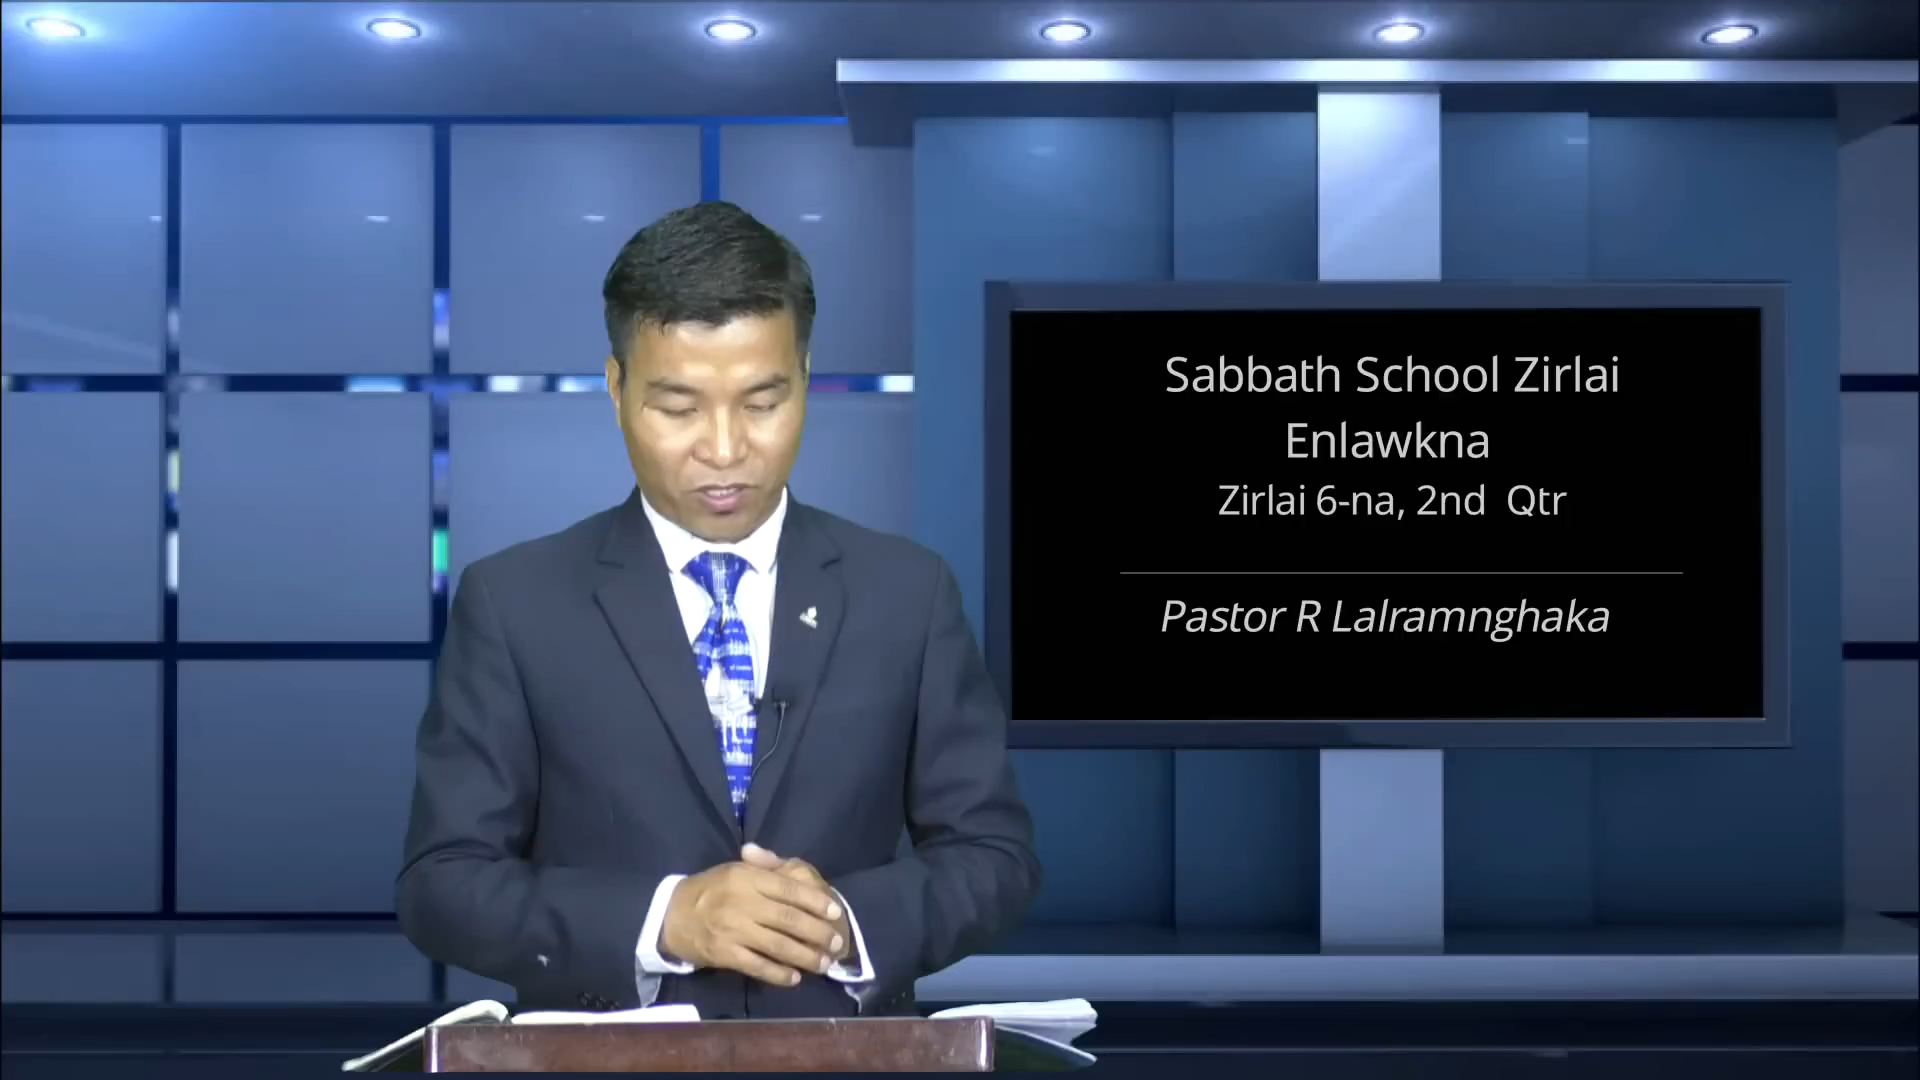 Sabbath School Zirlai
Enlawkna
Zirlai 6-na, 2nd Qtr
Pastor R Lalramnghaka